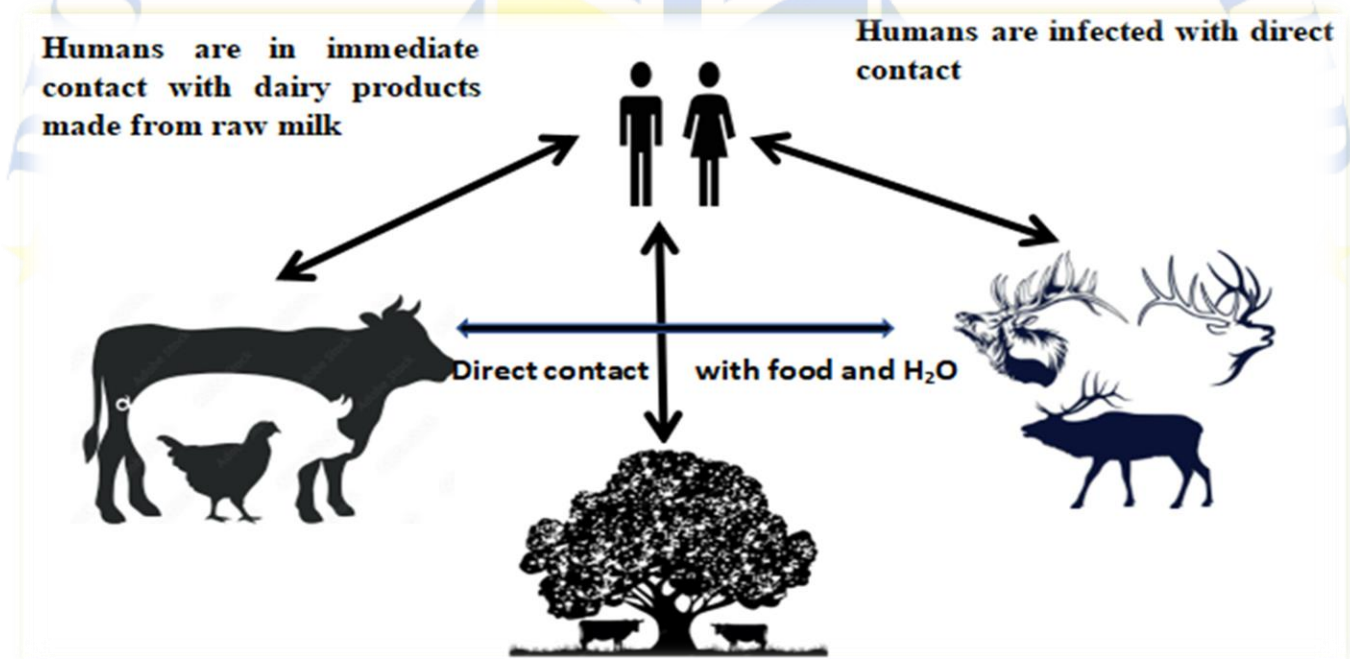 Humans are in immediate
contact with dairy products
made from raw milk
Humans are infected with direct
contact
Direct contact with food and H₂O